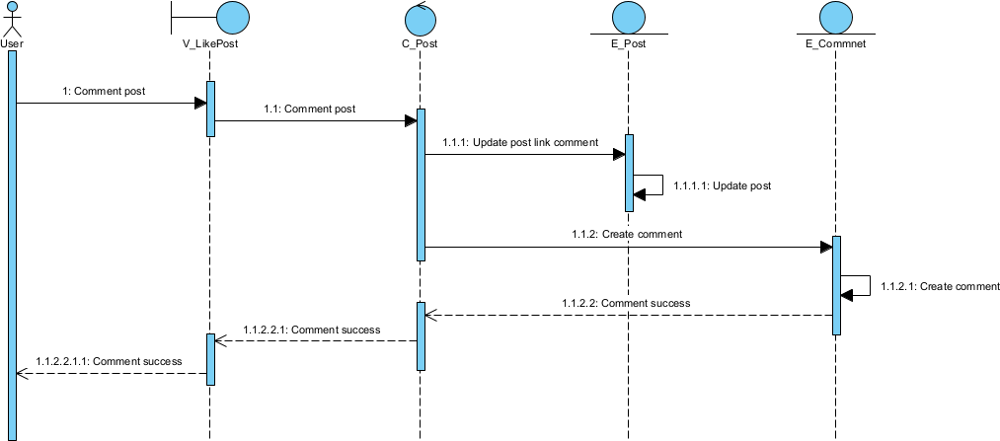 User
V_LikePost
C_Post
E_Post
E_Commnet
1: Comment post
1.1: Comment post
1.1.1: Update post link comment
1.1.1.1: Update post
1.1.2: Create comment
1.1.2.1: Create comment
1.1.2.2: Comment success
1.1.2.2.1: Comment success
1.1.2.2.1.1: Comment success